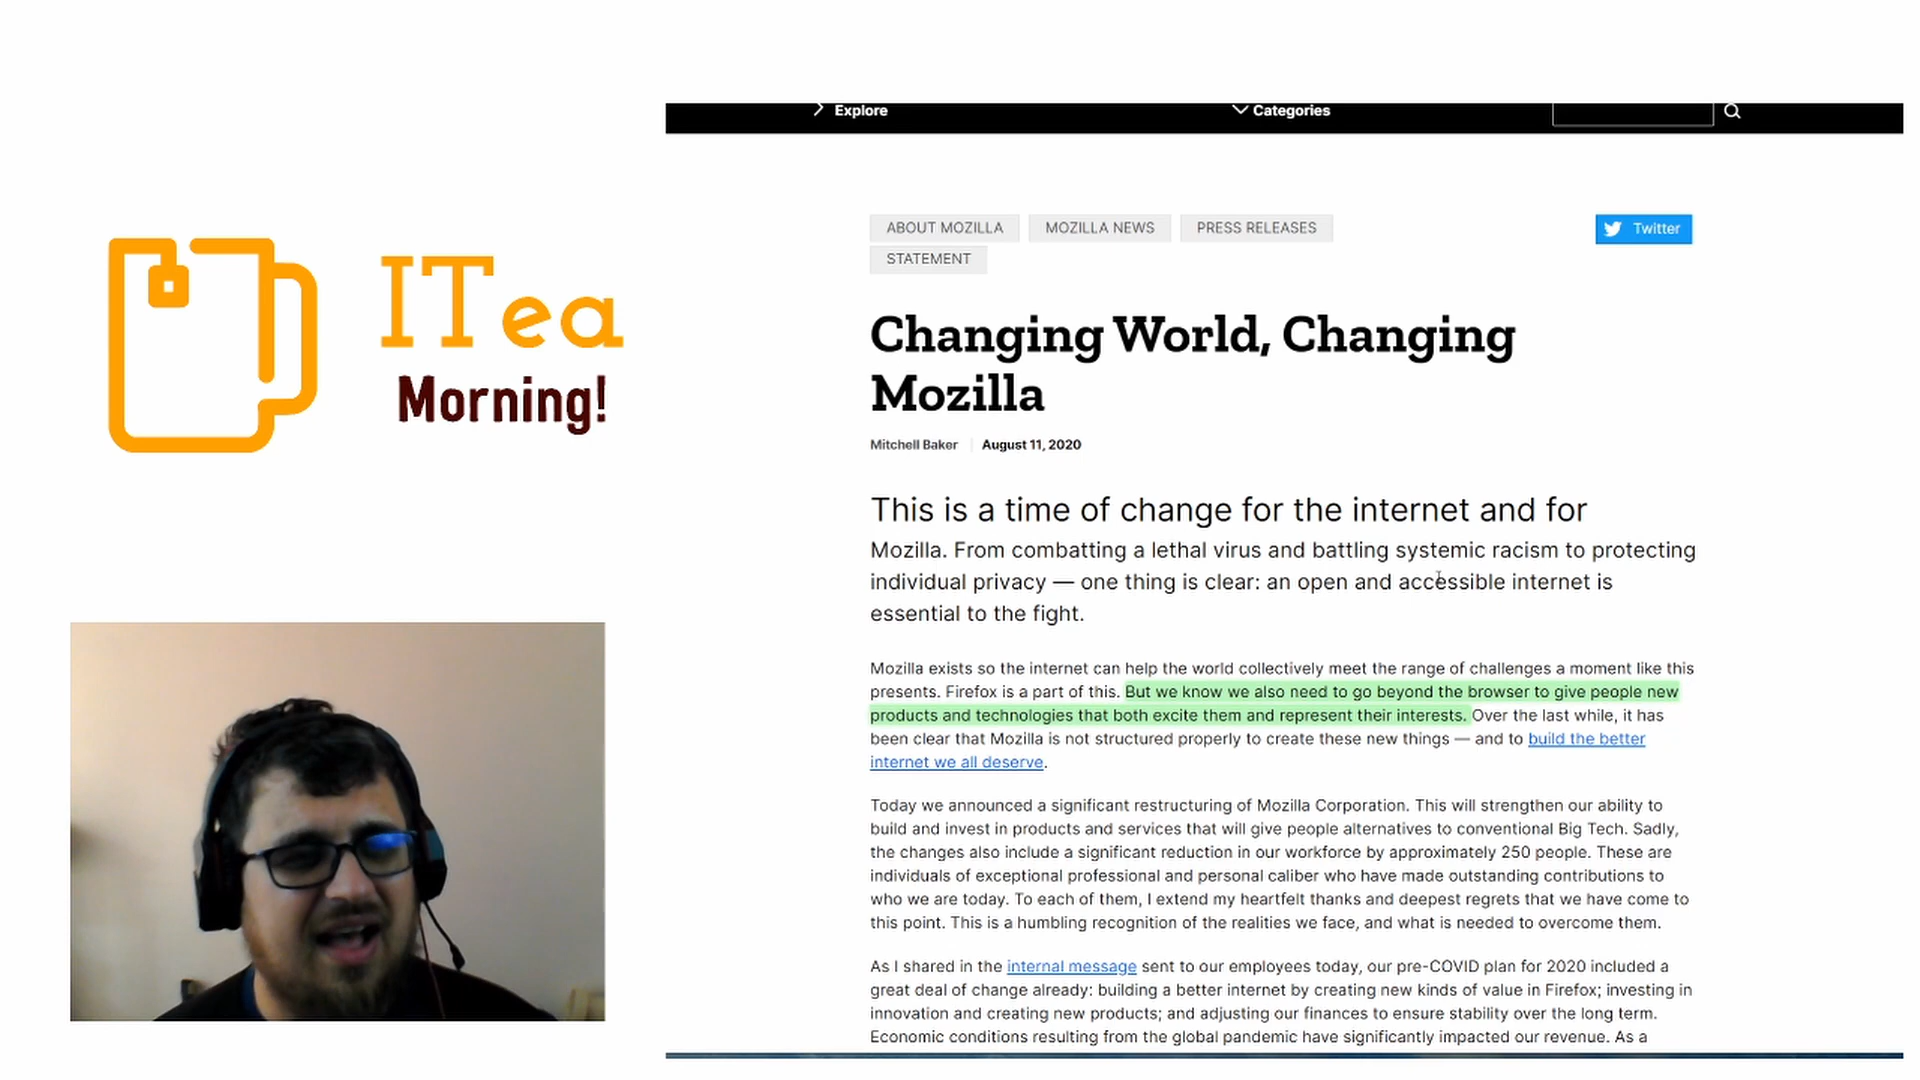 ITea
Morning!
Explore
Categories
ABOUT MOZILLA
MOZILLA NEWS
PRESS RELEASES
Twitter
STATEMENT
Changing World, Changing
Mozilla
Mitchell Baker
August 11, 2020
This is a time of change for the internet and for
Mozilla. From combatting a lethal virus and battling systemic racism to protecting
individual privacy — one thing is clear: an open and accessible internet is
essential to the fight.
Mozilla exists so the internet can help the world collectively meet the range of challenges a moment like this
presents. Firefox is a part of this. But we know we also need to go beyond the browser to give people new
products and technologies that both excite them and represent their interests. Over the last while, it has
been clear that Mozilla is not structured properly to create these new things — and to build the better
internet we all deserve.
Today we announced a significant restructuring of Mozilla Corporation. This will strengthen our ability to
build and invest in products and services that will give people alternatives to conventional Big Tech. Sadly,
the changes also include a significant reduction in our workforce by approximately 250 people. These are
individuals of exceptional professional and personal caliber who have made outstanding contributions to
who we are today. To each of them, I extend my heartfelt thanks and deepest regrets that we have come to
this point. This is a humbling recognition of the realities we face, and what is needed to overcome them.
As I shared in the internal message sent to our employees today, our pre-COVID plan for 2020 included a
great deal of change already: building a better internet by creating new kinds of value in Firefox; investing in
innovation and creating new products; and adjusting our finances to ensure stability over the long term.
Economic conditions resulting from the global pandemic have significantly impacted our revenue. As a